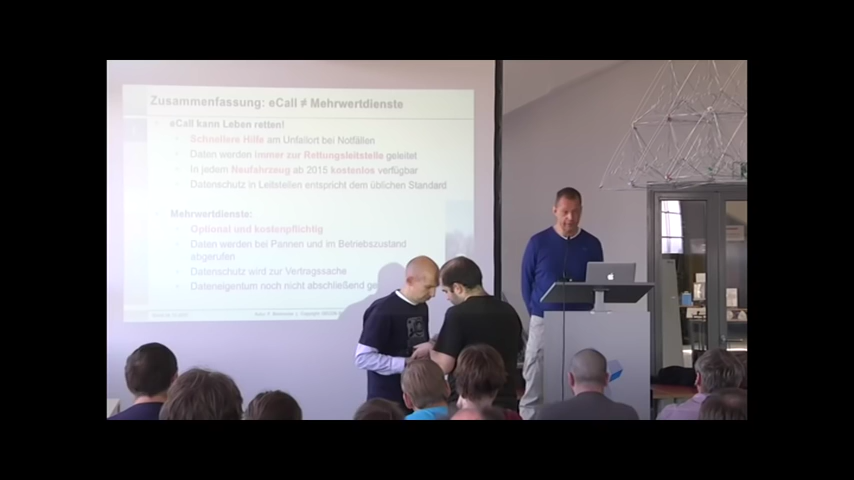 Zusammenfassung: eCall ≠ Mehrwertdienste
eCall kann Leben retten!
Schnellere Hilfe am Unfallort bei Notfällen
Daten werden immer zur Rettungsleitstelle geleitet
In jedem Neufahrzeug ab 2015 kostenlos verfügbar
Datenschutz in Leitstellen entspricht dem üblichen Standard
Mehrwertdienste:
Optional und kostenpflichtig
Daten werden bei Pannen und im Betriebszustand
abgerufen
Datenschutz wird zur Vertragssache
Dateneigentum noch nicht abschließend ge